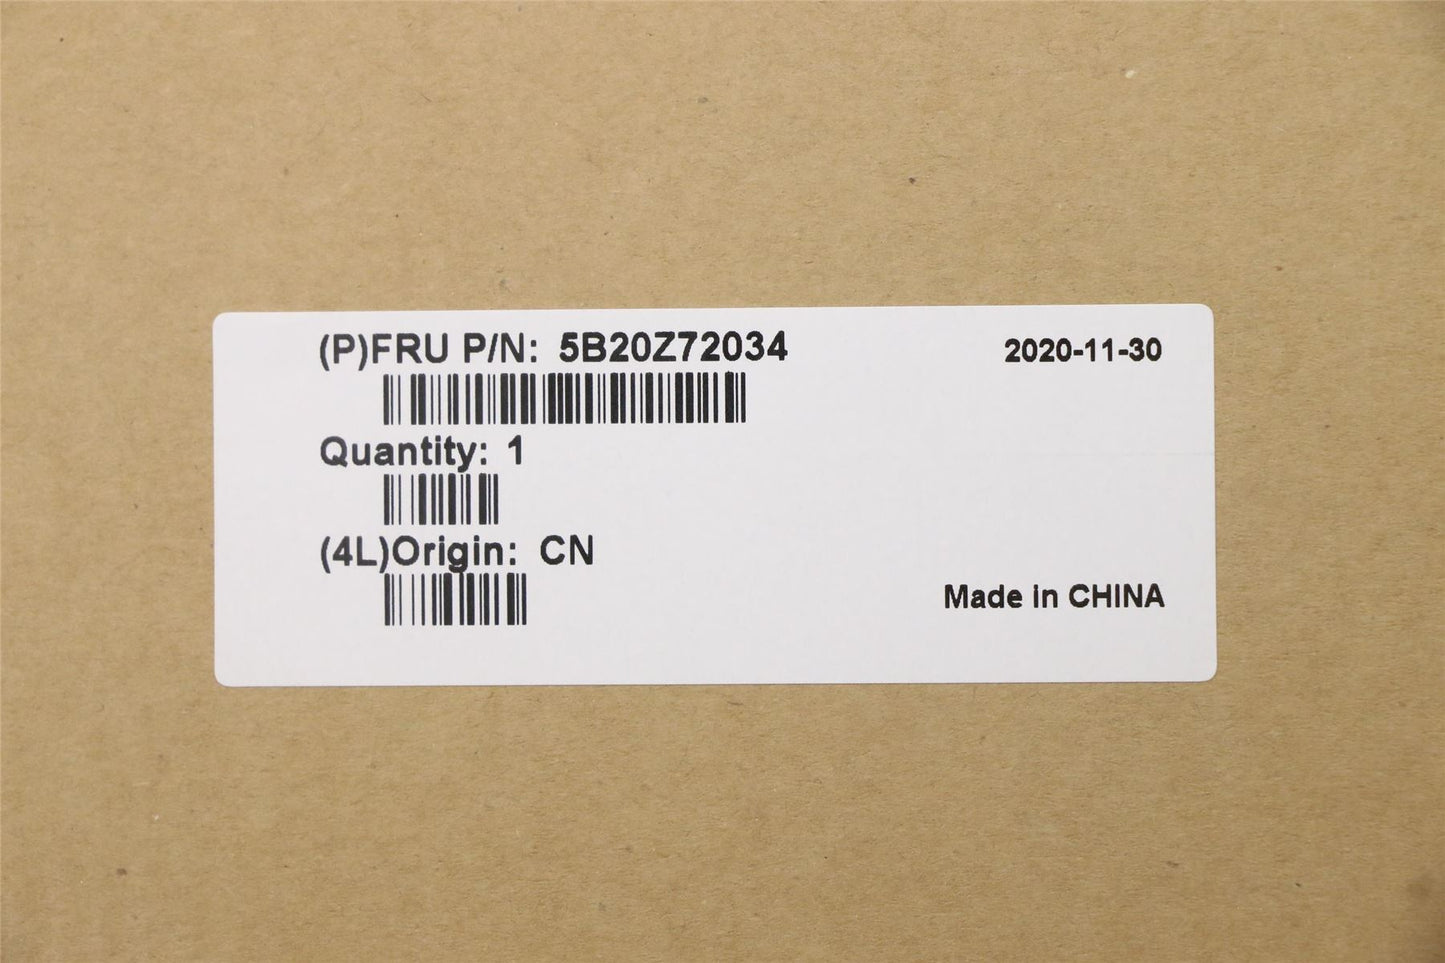 (P)FRU P/N: 5B20Z72034 2020-11-30
Quantity: 1
(4L)Origin: CN
Made in CHINA